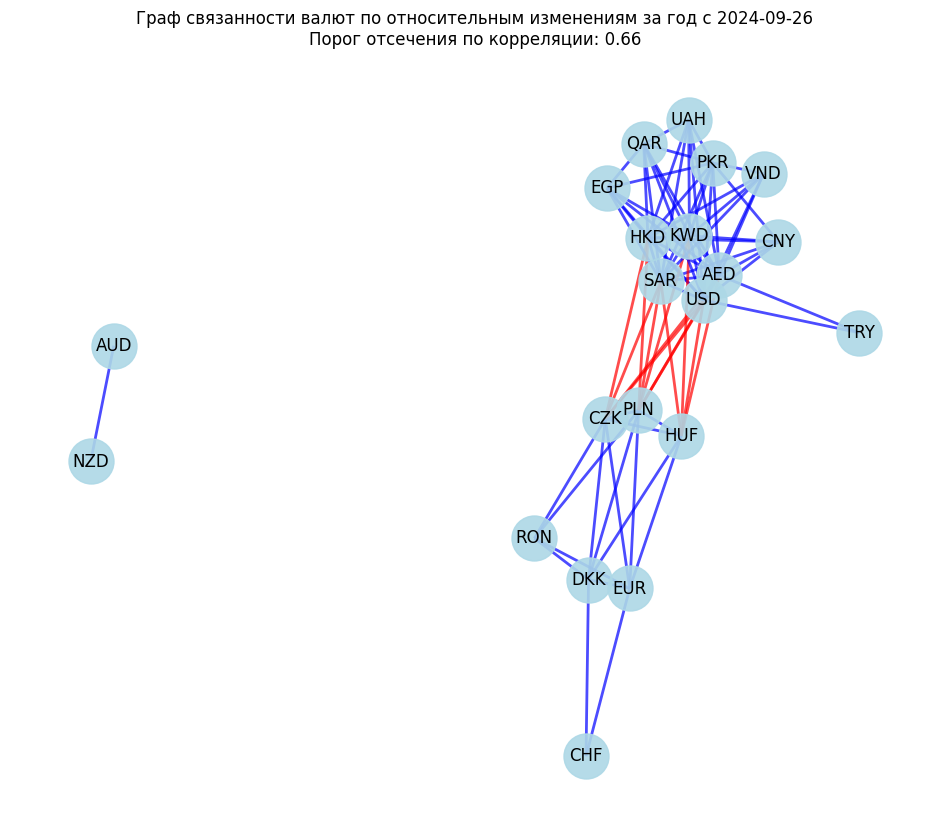 Граф связанности валют по относительным изменениям за год с 2024-09-26
Порог отсечения по корреляции: 0.66
UAH
QAR
PKR
VND
EGP
HKD
KWD
CNY
AED
SAR
USD
TRY
AUD
PLN
CZK
HUF
NZD
RON
DKK
EUR
CHF